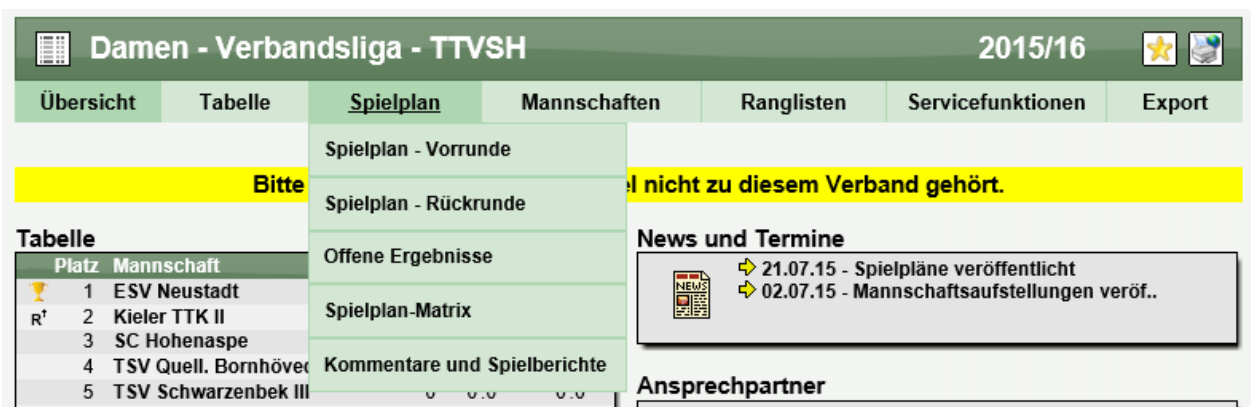 Damen - Verbandsliga - TTVSH 2015/16
Übersicht Tabelle Spielplan Mannschaften Ranglisten Servicefunktionen Export
Spielplan - Vorrunde
Bitte nicht zu diesem Verband gehört.
Spielplan - Rückrunde
Offene Ergebnisse
Spielplan-Matrix
Kommentare und Spielberichte
Tabelle
Platz Mannschaft
1 ESV Neustadt
R↑ 2 Kieler TTK II
3 SC Hohenaspe
4 TSV Quell. Bornhöved
5 TSV Schwarzenbek III
News und Termine
NEWS
21.07.15 - Spielpläne veröffentlicht
02.07.15 - Mannschaftsaufstellungen veröf..
Ansprechpartner